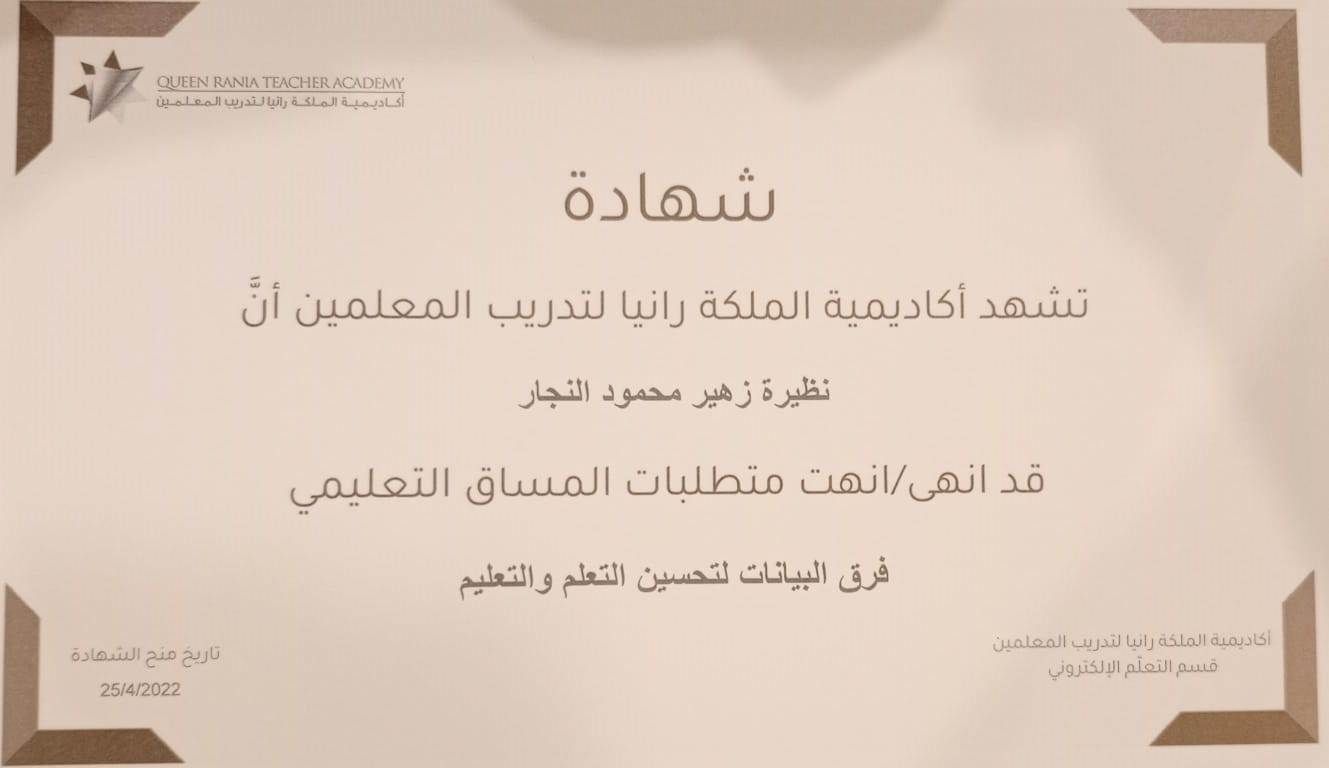 QUEEN RANIA TEACHER ACADEMY
أكاديمية الملكة رانيا لتدريب المعلمين
شهادة
تشهد أكاديمية الملكة رانيا لتدريب المعلمين أنَّ
نظيرة زهير محمود النجار
قد انهى/انهت متطلبات المساق التعليمي
فرق البيانات لتحسين التعلم والتعليم
أكاديمية الملكة رانيا لتدريب المعلمين
قسم التعلّم الإلكتروني
تاريخ منح الشهادة
25/4/2022